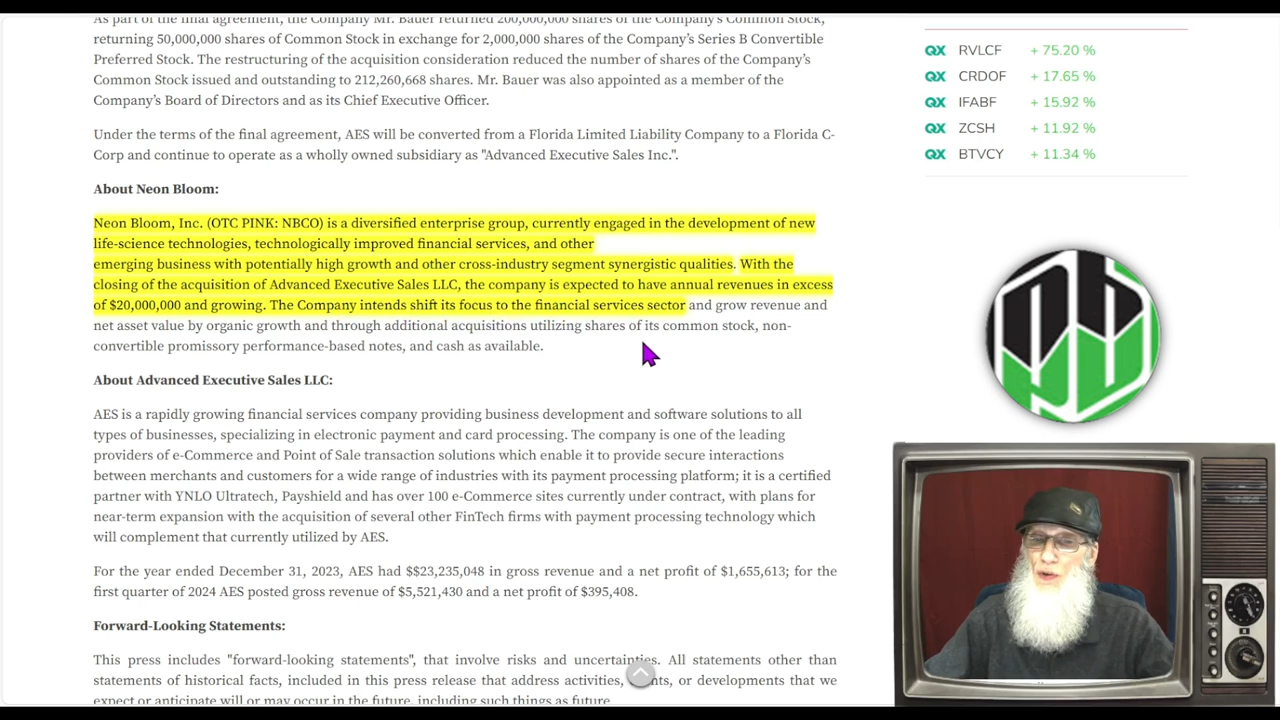 As part of the final agreement, the Company Mr. Bauer returned 200,000,000 shares of the Company's Common Stock,
returning 50,000,000 shares of Common Stock in exchange for 2,000,000 shares of the Company's Series B Convertible
Preferred Stock. The restructuring of the acquisition consideration reduced the number of shares of the Company's
Common Stock issued and outstanding to 212,260,668 shares. Mr. Bauer was also appointed as a member of the
Company's Board of Directors and as its Chief Executive Officer.
Under the terms of the final agreement, AES will be converted from a Florida Limited Liability Company to a Florida C-
Corp and continue to operate as a wholly owned subsidiary as "Advanced Executive Sales Inc.".
About Neon Bloom:
Neon Bloom, Inc. (OTC PINK: NBCO) is a diversified enterprise group, currently engaged in the development of new
life-science technologies, technologically improved financial services, and other
emerging business with potentially high growth and other cross-industry segment synergistic qualities. With the
closing of the acquisition of Advanced Executive Sales LLC, the company is expected to have annual revenues in excess
of $20,000,000 and growing. The Company intends shift its focus to the financial services sector and grow revenue and
net asset value by organic growth and through additional acquisitions utilizing shares of its common stock, non-
convertible promissory performance-based notes, and cash as available.
About Advanced Executive Sales LLC:
AES is a rapidly growing financial services company providing business development and software solutions to all
types of businesses, specializing in electronic payment and card processing. The company is one of the leading
providers of e-Commerce and Point of Sale transaction solutions which enable it to provide secure interactions
between merchants and customers for a wide range of industries with its payment processing platform; it is a certified
partner with YNLO Ultratech, Payshield and has over 100 e-Commerce sites currently under contract, with plans for
near-term expansion with the acquisition of several other FinTech firms with payment processing technology which
will complement that currently utilized by AES.
For the year ended December 31, 2023, AES had $$23,235,048 in gross revenue and a net profit of $1,655,613; for the
first quarter of 2024 AES posted gross revenue of $5,521,430 and a net profit of $395,408.
Forward-Looking Statements:
This press includes "forward-looking statements", that involve risks and uncertainties. All statements other than
statements of historical facts, included in this press release that address activities, or developments that we
expect or anticipate will or may occur in the future, including such things as future
QX RVLCF + 75.20 %
QX CRDOF + 17.65 %
QX IFABF + 15.92 %
QX ZCSH + 11.92 %
QX BTVCY + 11.34 %